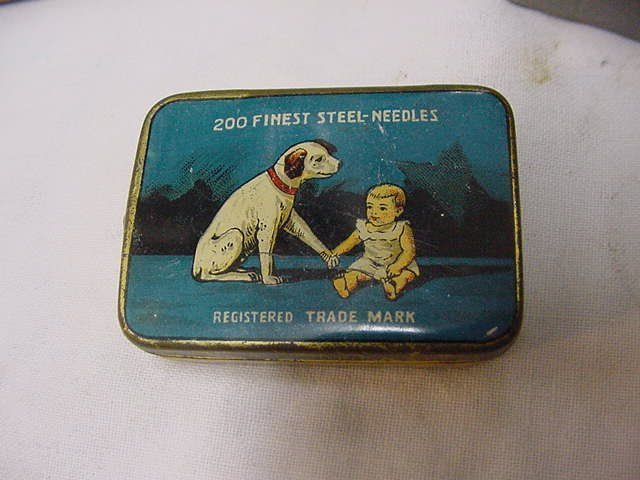 200 FINEST STEEL-NEEDLES
REGISTERED TRADE MARK